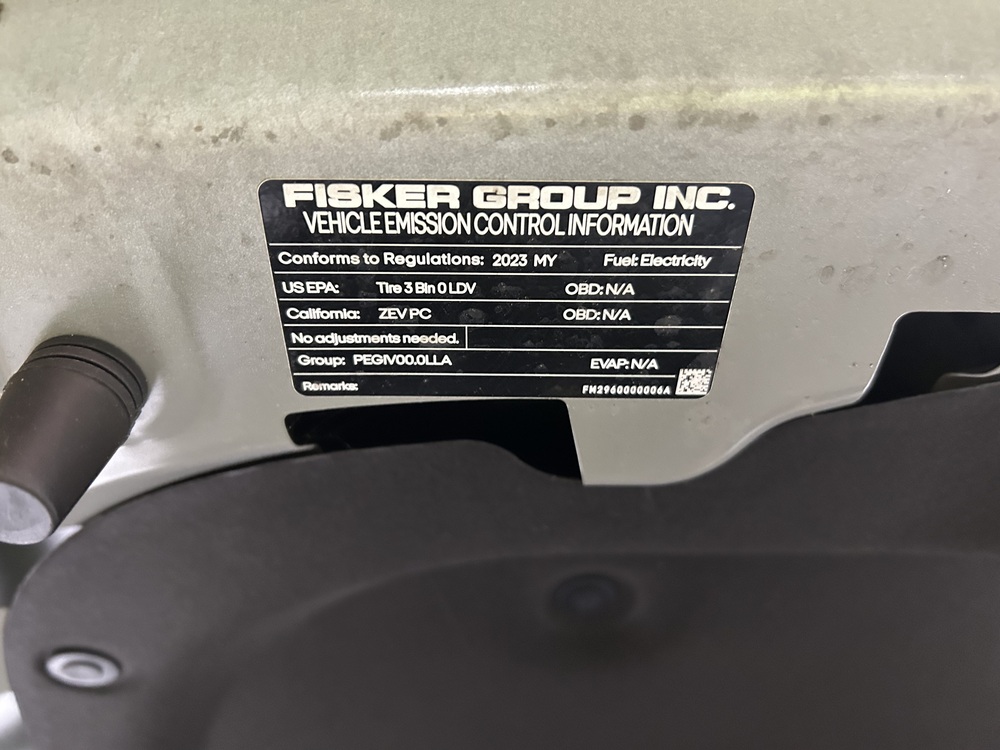 FISKER GROUP INC.
VEHICLE EMISSION CONTROL INFORMATION
Conforms to Regulations: 2023 MY Fuel: Electricity
US EPA: Tire 3 Bin 0 LDV OBD: N/A
California: ZEV PC OBD: N/A
No adjustments needed.
Group: PEGIV00.0LLA EVAP: N/A
Remarks: FM2960000006A